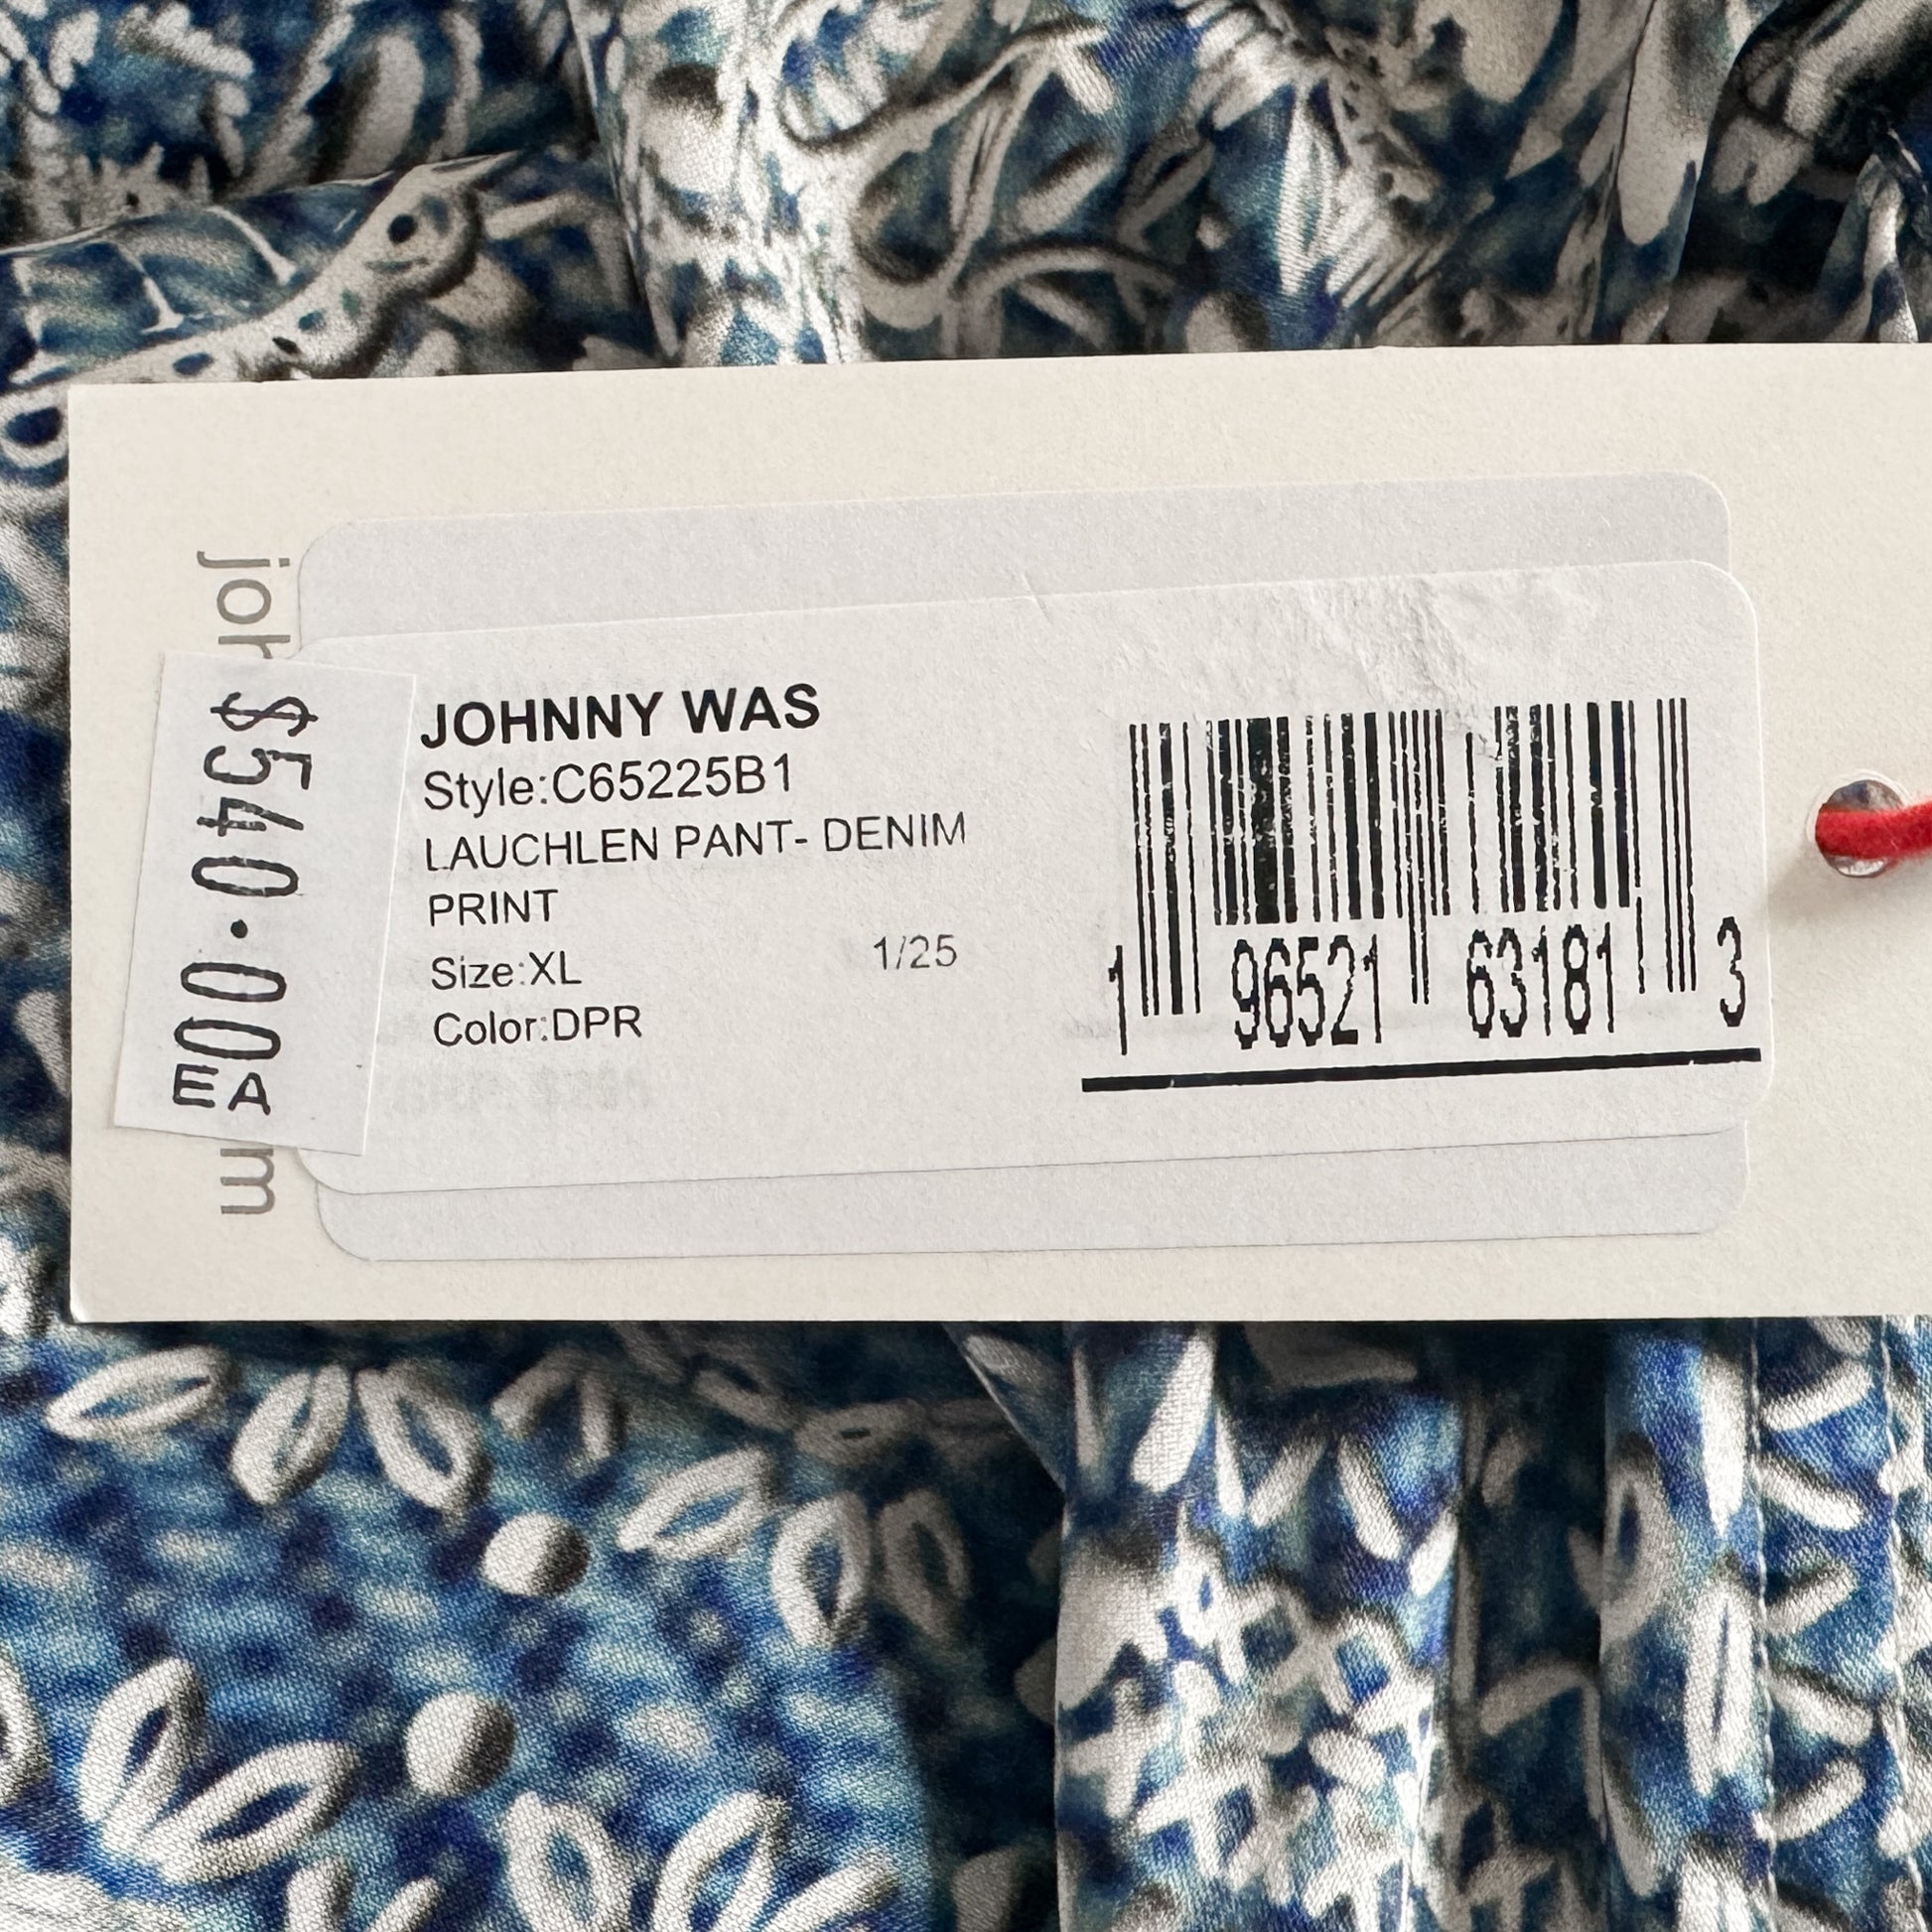 joh
m
$540.00
EA
JOHNNY WAS
Style:C65225B1
LAUCHLEN PANT- DENIM
PRINT
Size:XL
1/25
Color:DPR
1 96521 63181 3